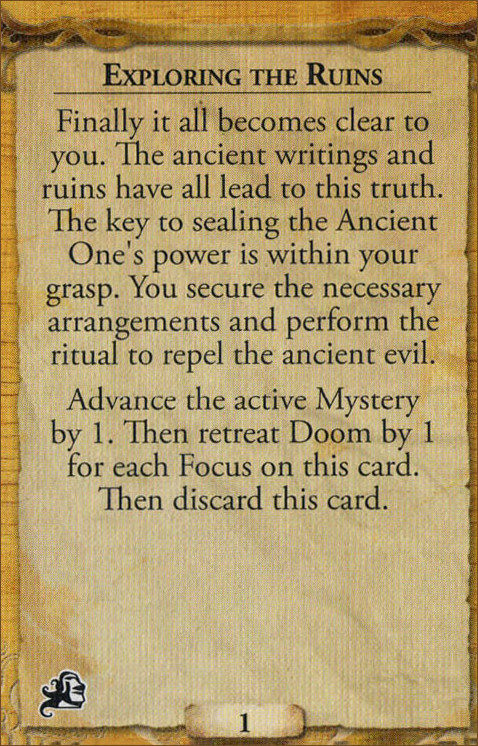 EXPLORING THE RUINS
Finally it all becomes clear to
you. The ancient writings and
ruins have all lead to this truth.
The key to sealing the Ancient
One's power is within your
grasp. You secure the necessary
arrangements and perform the
ritual to repel the ancient evil.
Advance the active Mystery
by 1. Then retreat Doom by 1
for each Focus on this card.
Then discard this card.
1